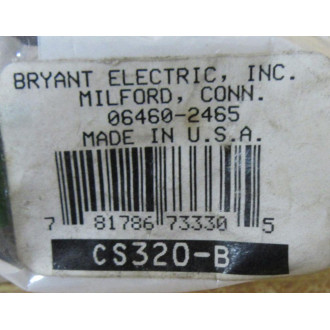 BRYANT ELECTRIC, INC.
MILFORD, CONN.
06460-2465
MADE IN U.S.A.
7 81786 73330 5
CS320-B